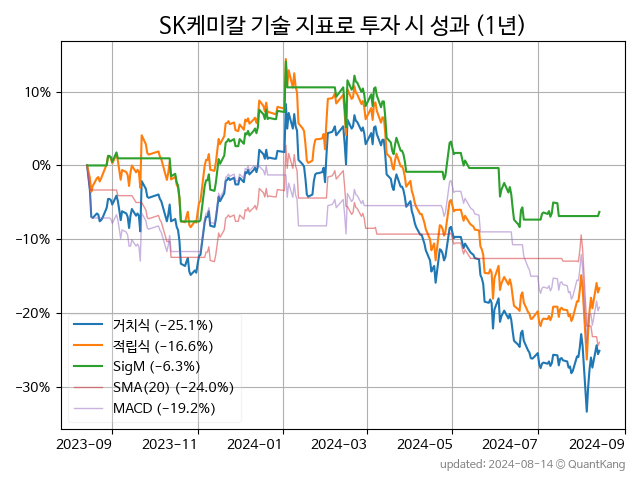 SK케미칼 기술 지표로 투자 시 성과 (1년)
10%
0%
−10%
−20%
−30%
거치식 (−25.1%)
적립식 (−16.6%)
SigM (−6.3%)
SMA(20) (−24.0%)
MACD (−19.2%)
2023-09 2023-11 2024-01 2024-03 2024-05 2024-07 2024-09
updated: 2024-08-14 © QuantKang